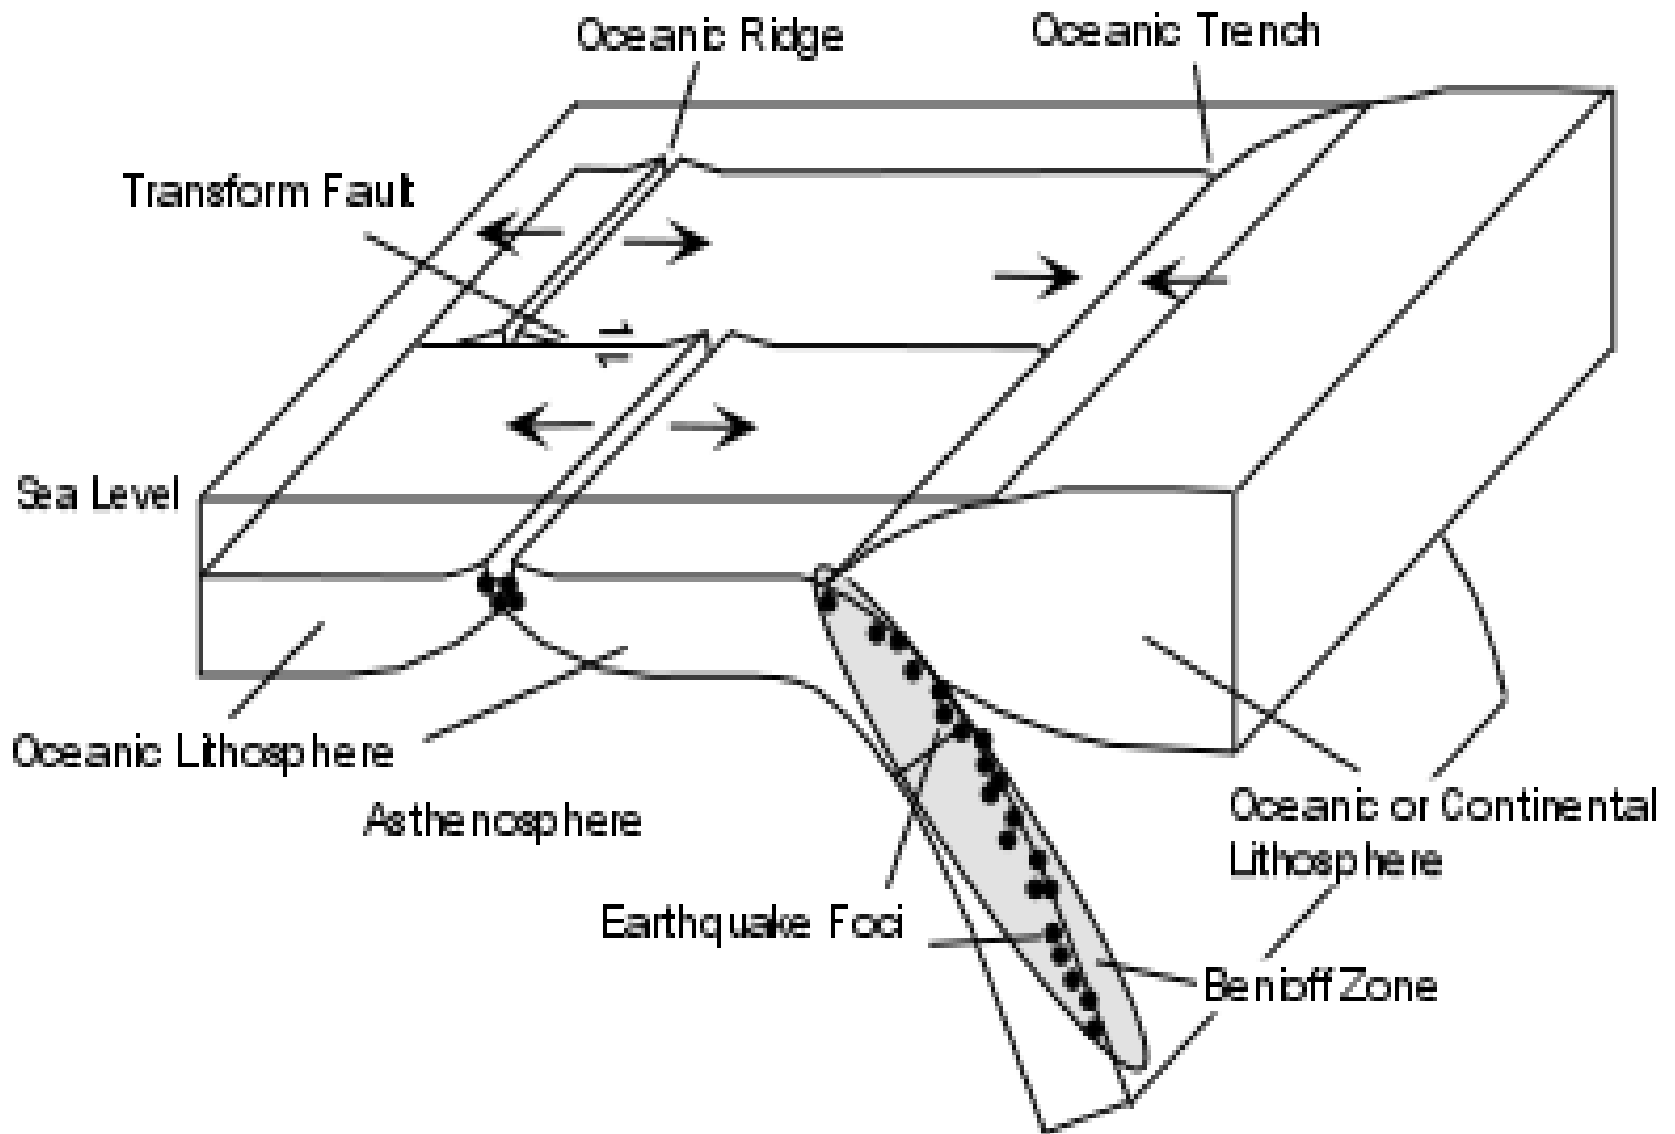 Oceanic Ridge
Oceanic Trench
Transform Fault
Sea Level
Oceanic Lithosphere
Asthenosphere
Oceanic or Continental
Lithosphere
Earthquake Foci
Benioff Zone